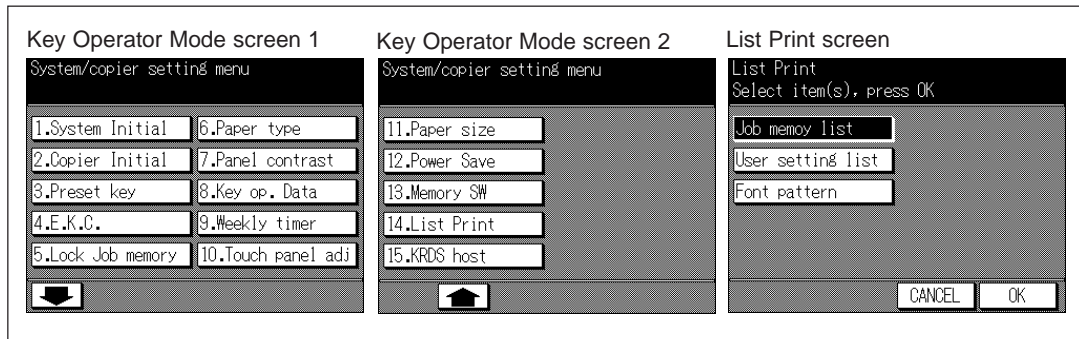 Key Operator Mode screen 1
System/copier setting menu
1.System Initial
6.Paper type
2.Copier Initial
7.Panel contrast
3.Preset key
8.Key op. Data
4.E.K.C.
9.Weekly timer
5.Lock Job memory
10.Touch panel adj
Key Operator Mode screen 2
System/copier setting menu
11.Paper size
12.Power Save
13.Memory SW
14.List Print
15.KRDS host
List Print screen
List Print
Select item(s), press OK
Job memoy list
User setting list
Font pattern
CANCEL
OK